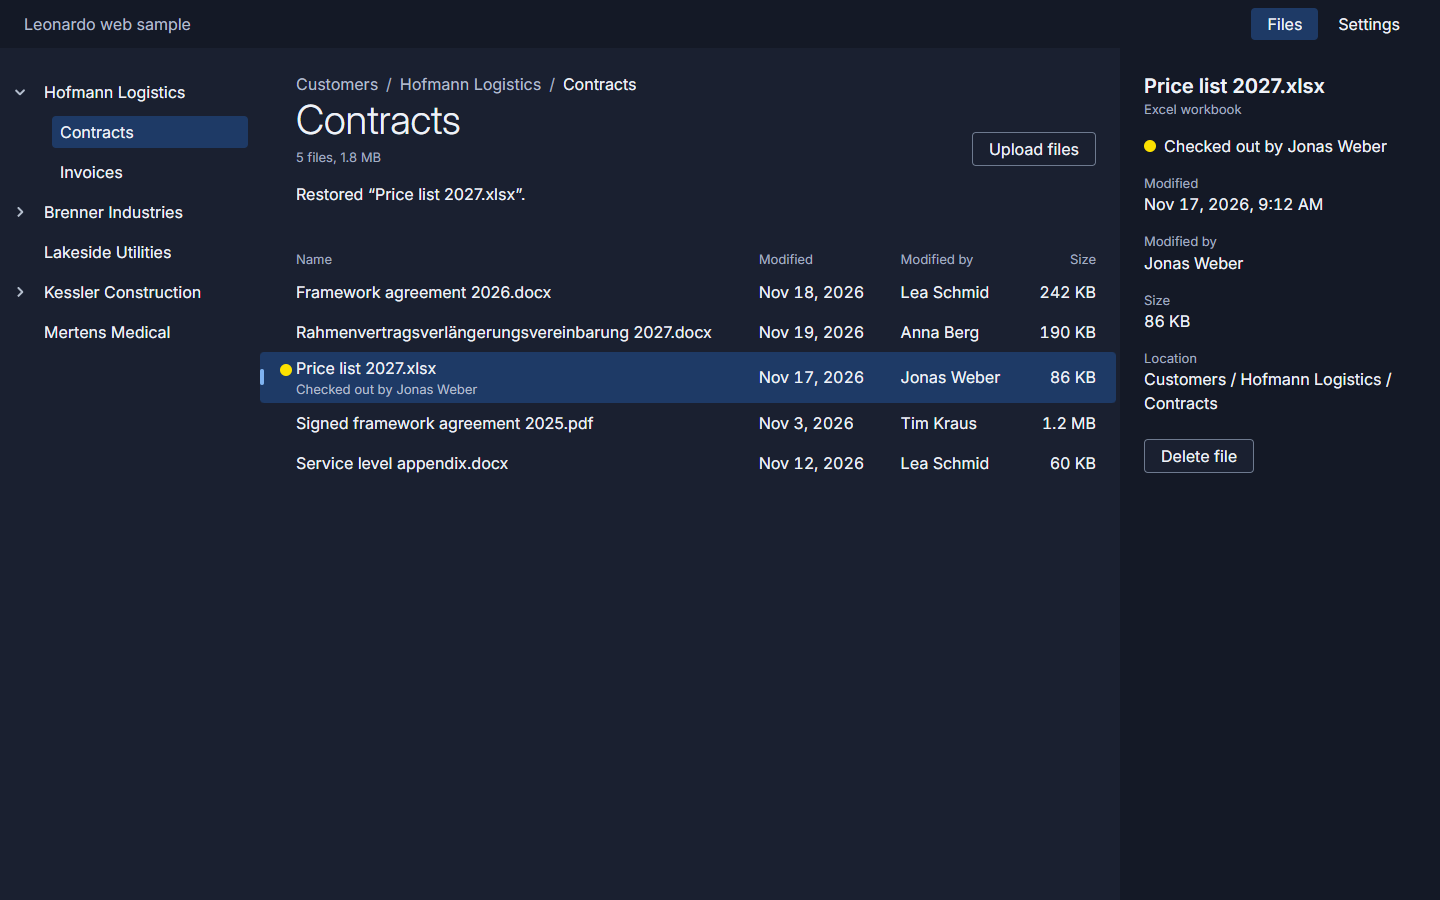 Leonardo web sample
Files
Settings
Hofmann Logistics
Contracts
Invoices
Brenner Industries
Lakeside Utilities
Kessler Construction
Mertens Medical
Customers / Hofmann Logistics / Contracts
Contracts
5 files, 1.8 MB
Upload files
Restored “Price list 2027.xlsx”.
Name Modified Modified by Size
Framework agreement 2026.docx Nov 18, 2026 Lea Schmid 242 KB
Rahmenvertragsverlängerungsvereinbarung 2027.docx Nov 19, 2026 Anna Berg 190 KB
Price list 2027.xlsx Nov 17, 2026 Jonas Weber 86 KB
Checked out by Jonas Weber
Signed framework agreement 2025.pdf Nov 3, 2026 Tim Kraus 1.2 MB
Service level appendix.docx Nov 12, 2026 Lea Schmid 60 KB
Price list 2027.xlsx
Excel workbook
Checked out by Jonas Weber
Modified
Nov 17, 2026, 9:12 AM
Modified by
Jonas Weber
Size
86 KB
Location
Customers / Hofmann Logistics /
Contracts
Delete file